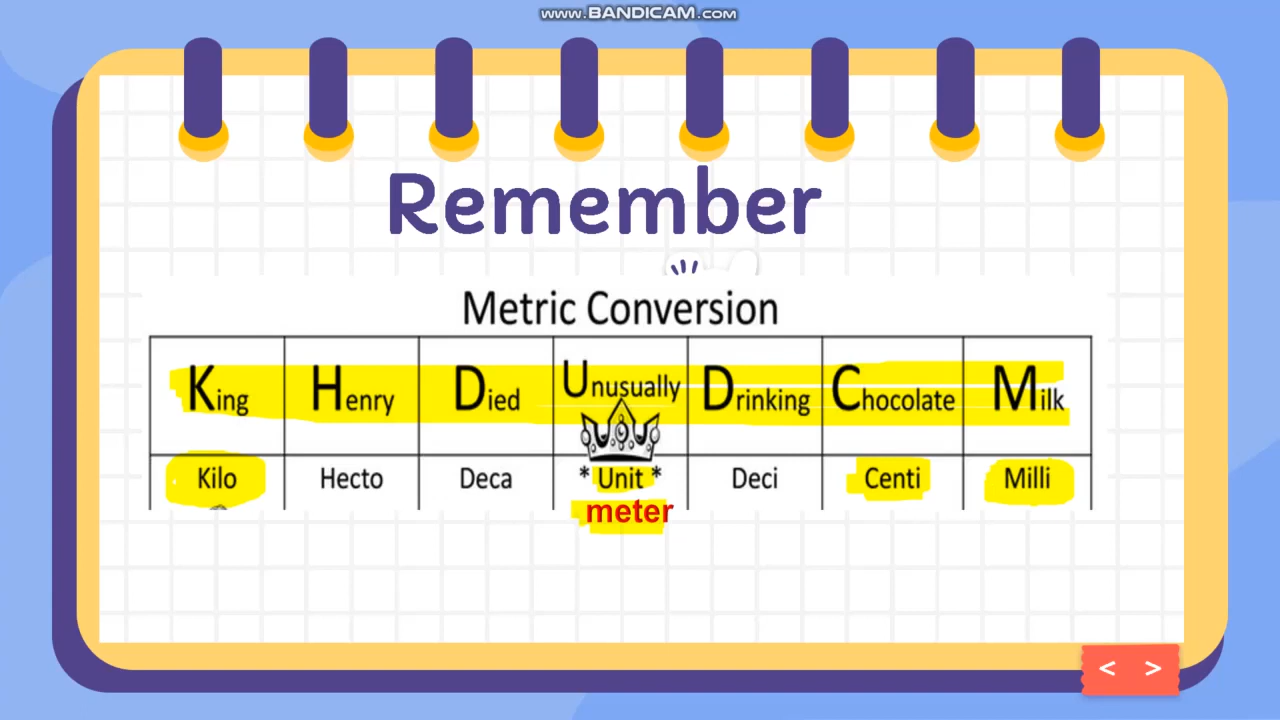 www.BANDICAM.com
Remember
Metric Conversion
King Henry Died Unusually Drinking Chocolate Milk
Kilo Hecto Deca *Unit* Deci Centi Milli
meter
< >